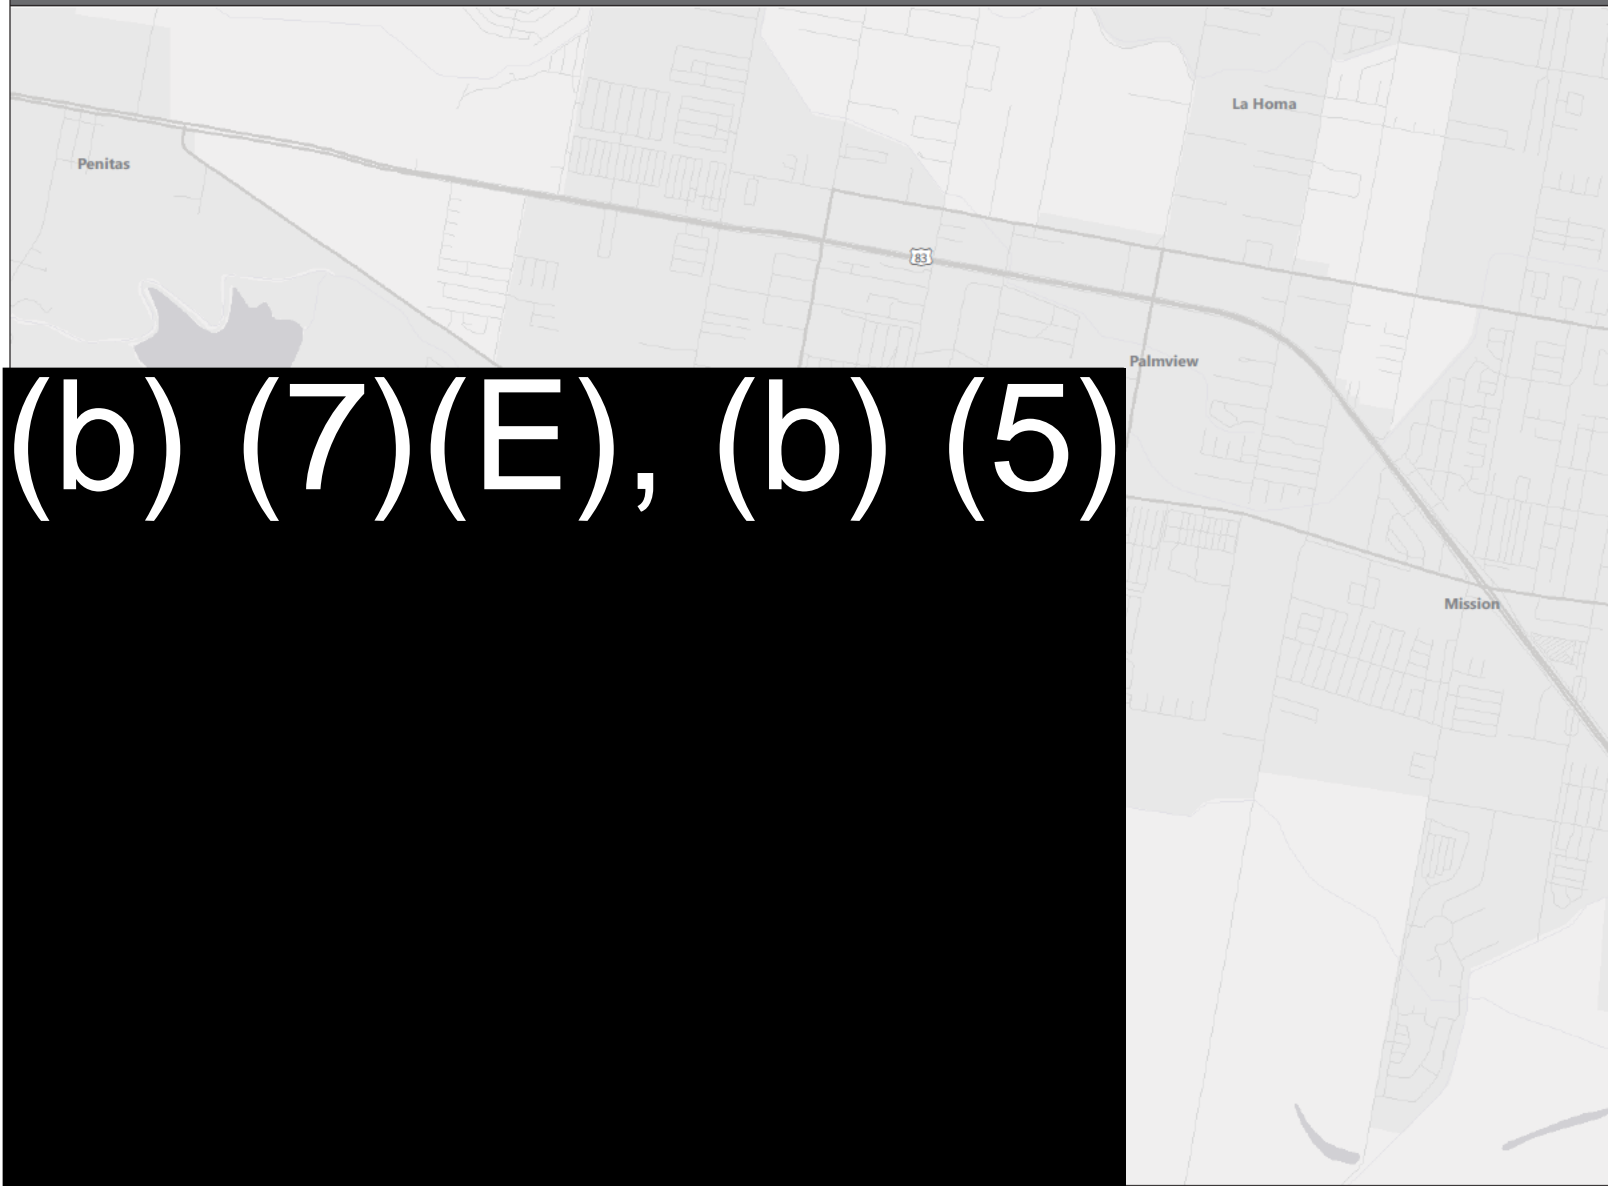 La Homa
Penitas
83
Palmview
(b) (7)(E), (b) (5)
Mission